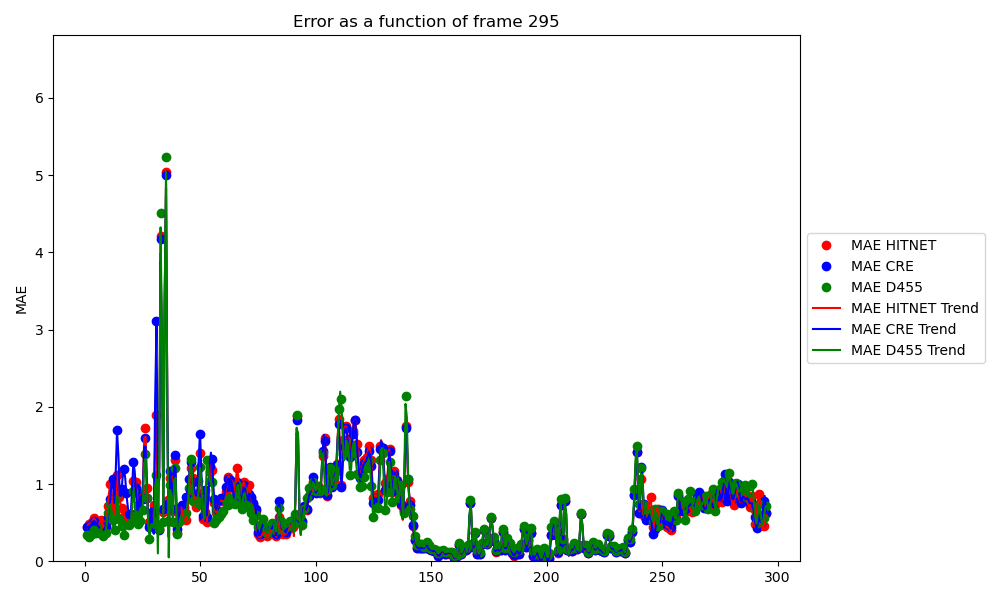 Error as a function of frame 295
MAE
6
5
4
3
2
1
0
0 50 100 150 200 250 300
MAE HITNET
MAE CRE
MAE D455
MAE HITNET Trend
MAE CRE Trend
MAE D455 Trend